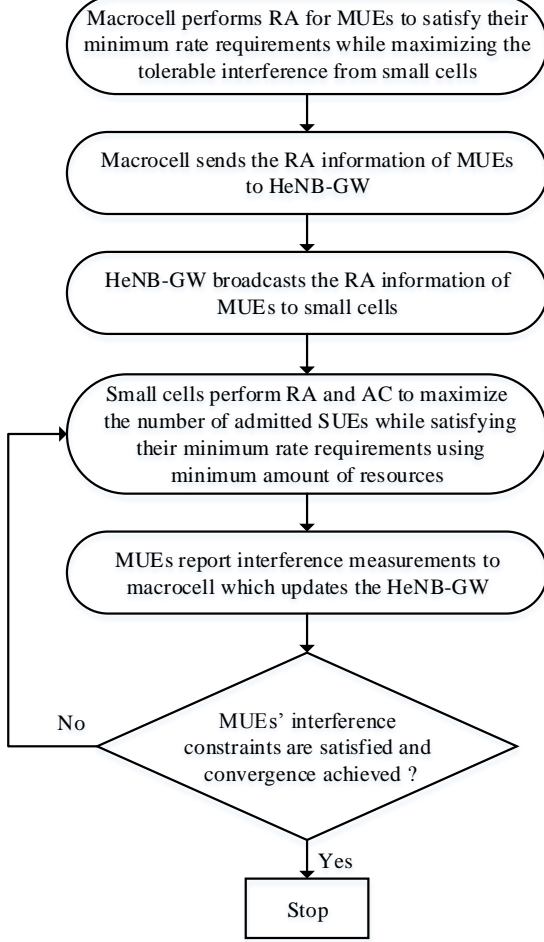 Macrocell performs RA for MUEs to satisfy their
minimum rate requirements while maximizing the
tolerable interference from small cells
Macrocell sends the RA information of MUEs
to HeNB-GW
HeNB-GW broadcasts the RA information of
MUEs to small cells
Small cells perform RA and AC to maximize
the number of admitted SUEs while satisfying
their minimum rate requirements using
minimum amount of resources
MUEs report interference measurements to
macrocell which updates the HeNB-GW
No
MUEs’ interference
constraints are satisfied and
convergence achieved ?
Yes
Stop